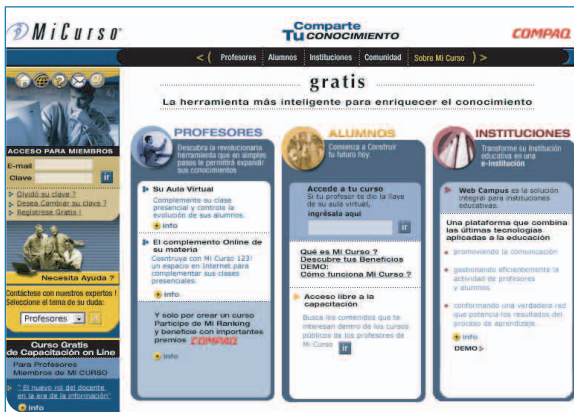 MiCurso
Comparte
Tu CONOCIMIENTO
COMPAQ
< ( Profesores Alumnos Instituciones Comunidad Sobre Mi Curso ) >
gratis
La herramienta más inteligente para enriquecer el conocimiento
ACCESO PARA MIEMBROS
E-mail
Clave
ir
¿Olvidó su clave ?
Desea Cambiar su clave ?
Regístrese Gratis !
Necesita Ayuda ?
Contáctese con nuestros expertos !
Seleccione el tema de su duda:
Profesores
Curso Gratis
de Capacitación on Line
Para Profesores
Miembros de MI CURSO
" El nuevo rol del docente
en la era de la información"
info
PROFESORES
Descubra la revolucionaria
herramienta que en simples
pasos le permitirá expandir
sus conocimientos
Su Aula Virtual
Complemente su clase
presencial y controle la
evolución de sus alumnos.
info
El complemento Online de
su materia
Construya con Mi Curso 123!
un espacio en Internet para
complementar sus clases
presenciales.
info
Y solo por crear un curso
Participe de Mi Ranking
y benefície con importantes
premios COMPAQ
info
ALUMNOS
Comienza a Construir
tu futuro hoy.
Accede a tu curso
Si tu profesor te dio la llave
de su aula virtual,
ingrésala aquí
ir
Qué es Mi Curso ?
Descubre tus Beneficios
DEMO:
Cómo funciona Mi Curso ?
Acceso libre a la
capacitación
Busca los contenidos que te
interesan dentro de los cursos
públicos de los profesores de
Mi Curso ir
INSTITUCIONES
Transforme su Institución
educativa en una
e-Institución
Web Campus es la solución
integral para instituciones
educativas.
Una plataforma que combina
las últimas tecnologías
aplicadas a la educación
promoviendo la comunicación
gestionando eficientemente la
actividad de profesores
y alumnos.
conformando una verdadera red
que potencia los resultados del
proceso de aprendizaje.
info
DEMO